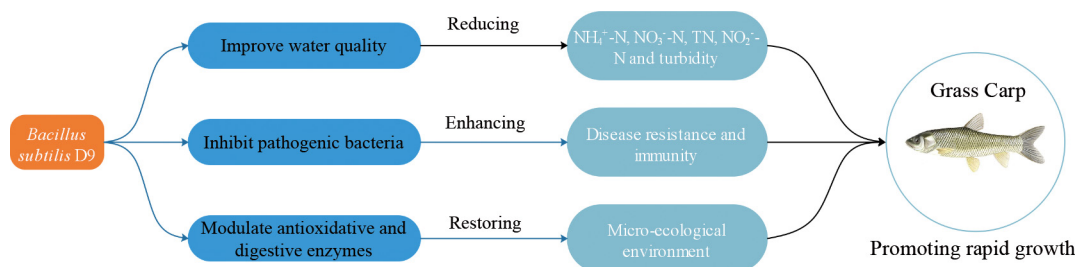 Bacillus
subtilis D9
Improve water quality
Reducing
NH₄⁺-N, NO₃⁻-N, TN, NO₂⁻-
N and turbidity
Inhibit pathogenic bacteria
Enhancing
Disease resistance and
immunity
Modulate antioxidative and
digestive enzymes
Restoring
Micro-ecological
environment
Grass Carp
Promoting rapid growth